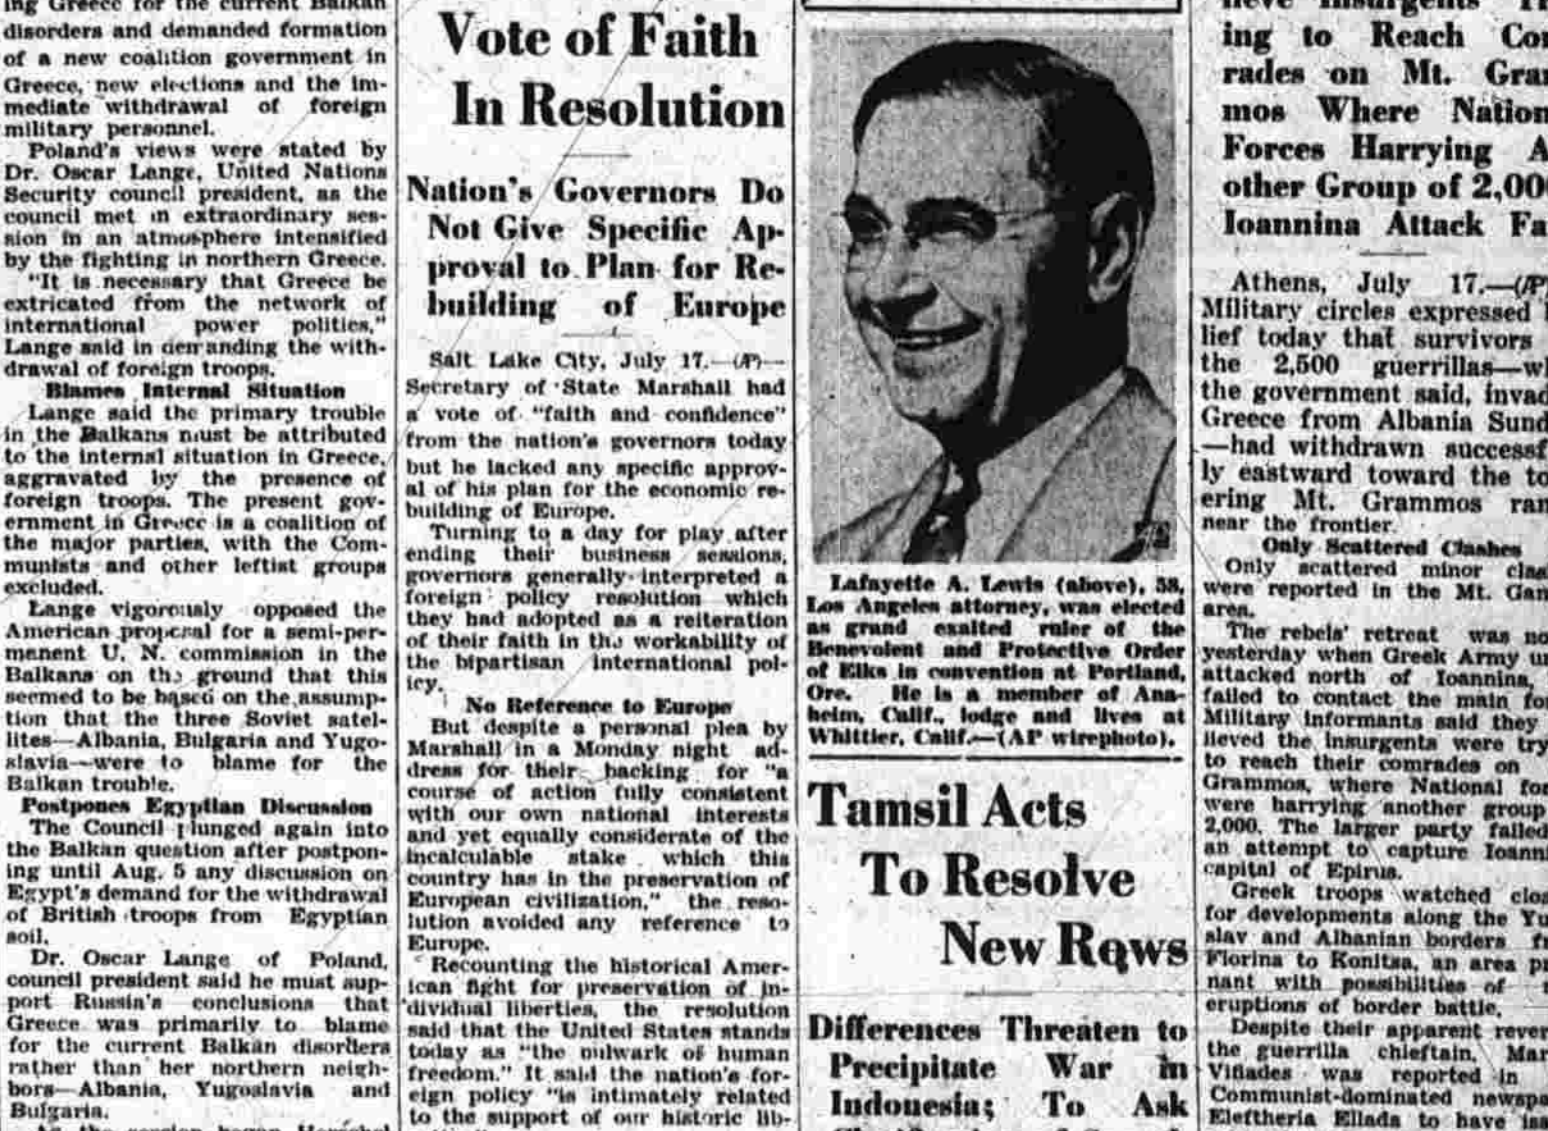 ing Greece for the current Balkan
disorders and demanded formation
of a new coalition government in
Greece, new elections and the im-
mediate withdrawal of foreign
military personnel.
Poland's views were stated by
Dr. Oscar Lange, United Nations
Security council president, as the
council met in extraordinary ses-
sion in an atmosphere intensified
by the fighting in northern Greece.
"It is necessary that Greece be
extricated from the network of
international power politics,"
Lange said in demanding the with-
drawal of foreign troops.
Blames Internal Situation
Lange said the primary trouble
in the Balkans must be attributed
to the internal situation in Greece,
aggravated by the presence of
foreign troops. The present gov-
ernment in Greece is a coalition of
the major parties, with the Com-
munists and other leftist groups
excluded.
Lange vigorously opposed the
American proposal for a semi-per-
manent U. N. commission in the
Balkans on the ground that this
seemed to be based on the assump-
tion that the three Soviet satel-
lites—Albania, Bulgaria and Yugo-
slavia—were to blame for the
Balkan trouble.
Postpones Egyptian Discussion
The Council plunged again into
the Balkan question after postpon-
ing until Aug. 5 any discussion on
Egypt's demand for the withdrawal
of British troops from Egyptian
soil.
Dr. Oscar Lange of Poland,
council president said he must sup-
port Russia's conclusions that
Greece was primarily to blame
for the current Balkan disorders
rather than her northern neigh-
bors—Albania, Yugoslavia and
Bulgaria.
Vote of Faith
In Resolution
Nation's Governors Do
Not Give Specific Ap-
proval to Plan for Re-
building of Europe
Salt Lake City, July 17.—(AP)—
Secretary of State Marshall had
a vote of "faith and confidence"
from the nation's governors today
but he lacked any specific approv-
al of his plan for the economic re-
building of Europe.
Turning to a day for play after
ending their business sessions,
governors generally interpreted a
foreign policy resolution which
they had adopted as a reiteration
of their faith in the workability of
the bipartisan international pol-
icy.
No Reference to Europe
But despite a personal plea by
Marshall in a Monday night ad-
dress for their backing for "a
course of action fully consistent
with our own national interests
and yet equally considerate of the
incalculable stake which this
country has in the preservation of
European civilization," the reso-
lution avoided any reference to
Europe.
Recounting the historical Amer-
ican fight for preservation of in-
dividual liberties, the resolution
said that the United States stands
today as "the bulwark of human
freedom." It said the nation's for-
eign policy "is intimately related
to the support of our historic lib-
Lafayette A. Lewis (above), 58,
Los Angeles attorney, was elected
as grand exalted ruler of the
Benevolent and Protective Order
of Elks in convention at Portland,
Ore. He is a member of Ana-
heim, Calif., lodge and lives at
Whittier, Calif.—(AP wirephoto).
Tamsil Acts
To Resolve
New Rows
Differences Threaten to
Precipitate War in
Indonesia; To Ask
ing to Reach Com
rades on Mt. Gram
mos Where Nation
Forces Harrying A
other Group of 2,000
Ioannina Attack Fa
Athens, July 17.—(AP)
Military circles expressed
lief today that survivors
the 2,500 guerrillas—wh
the government said, invad
Greece from Albania Sund
—had withdrawn successf
ly eastward toward the to
ering Mt. Grammos ran
near the frontier.
Only Scattered Clashes
Only scattered minor clas
were reported in the Mt. Gam
area.
The rebels' retreat was no
yesterday when Greek Army un
attacked north of Ioannina,
failed to contact the main for
Military informants said they
lieved the insurgents were try
to reach their comrades on
Grammos, where National for
were harrying another group
2,000. The larger party failed
an attempt to capture Ioanni
capital of Epirus.
Greek troops watched clos
for developments along the Yu
slav and Albanian borders fr
Florina to Konitsa, an area pr
nant with possibilities of
eruptions of border battle.
Despite their apparent rever
the guerrilla chieftain, Mar
Vifiades was reported in
Communist-dominated newspa
Eleftheria Ellada to have iss